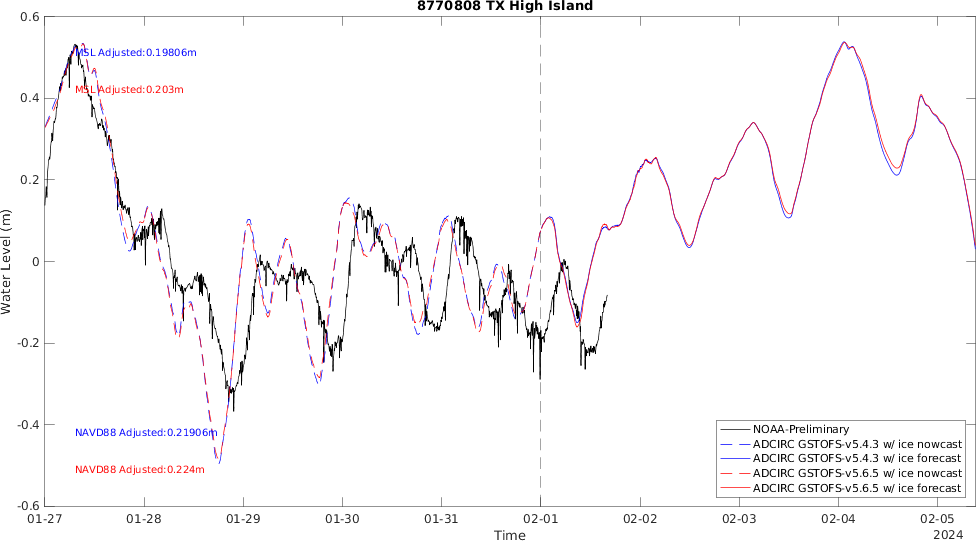 8770808 TX High Island
0.6
0.4
0.2
0
-0.2
-0.4
-0.6
Water Level (m)
MSL Adjusted:0.19806m
MSL Adjusted:0.203m
NAVD88 Adjusted:0.21906m
NAVD88 Adjusted:0.224m
NOAA-Preliminary
ADCIRC GSTOFS-v5.4.3 w/ ice nowcast
ADCIRC GSTOFS-v5.4.3 w/ ice forecast
ADCIRC GSTOFS-v5.6.5 w/ ice nowcast
ADCIRC GSTOFS-v5.6.5 w/ ice forecast
01-27 01-28 01-29 01-30 01-31 02-01 02-02 02-03 02-04 02-05
Time
2024